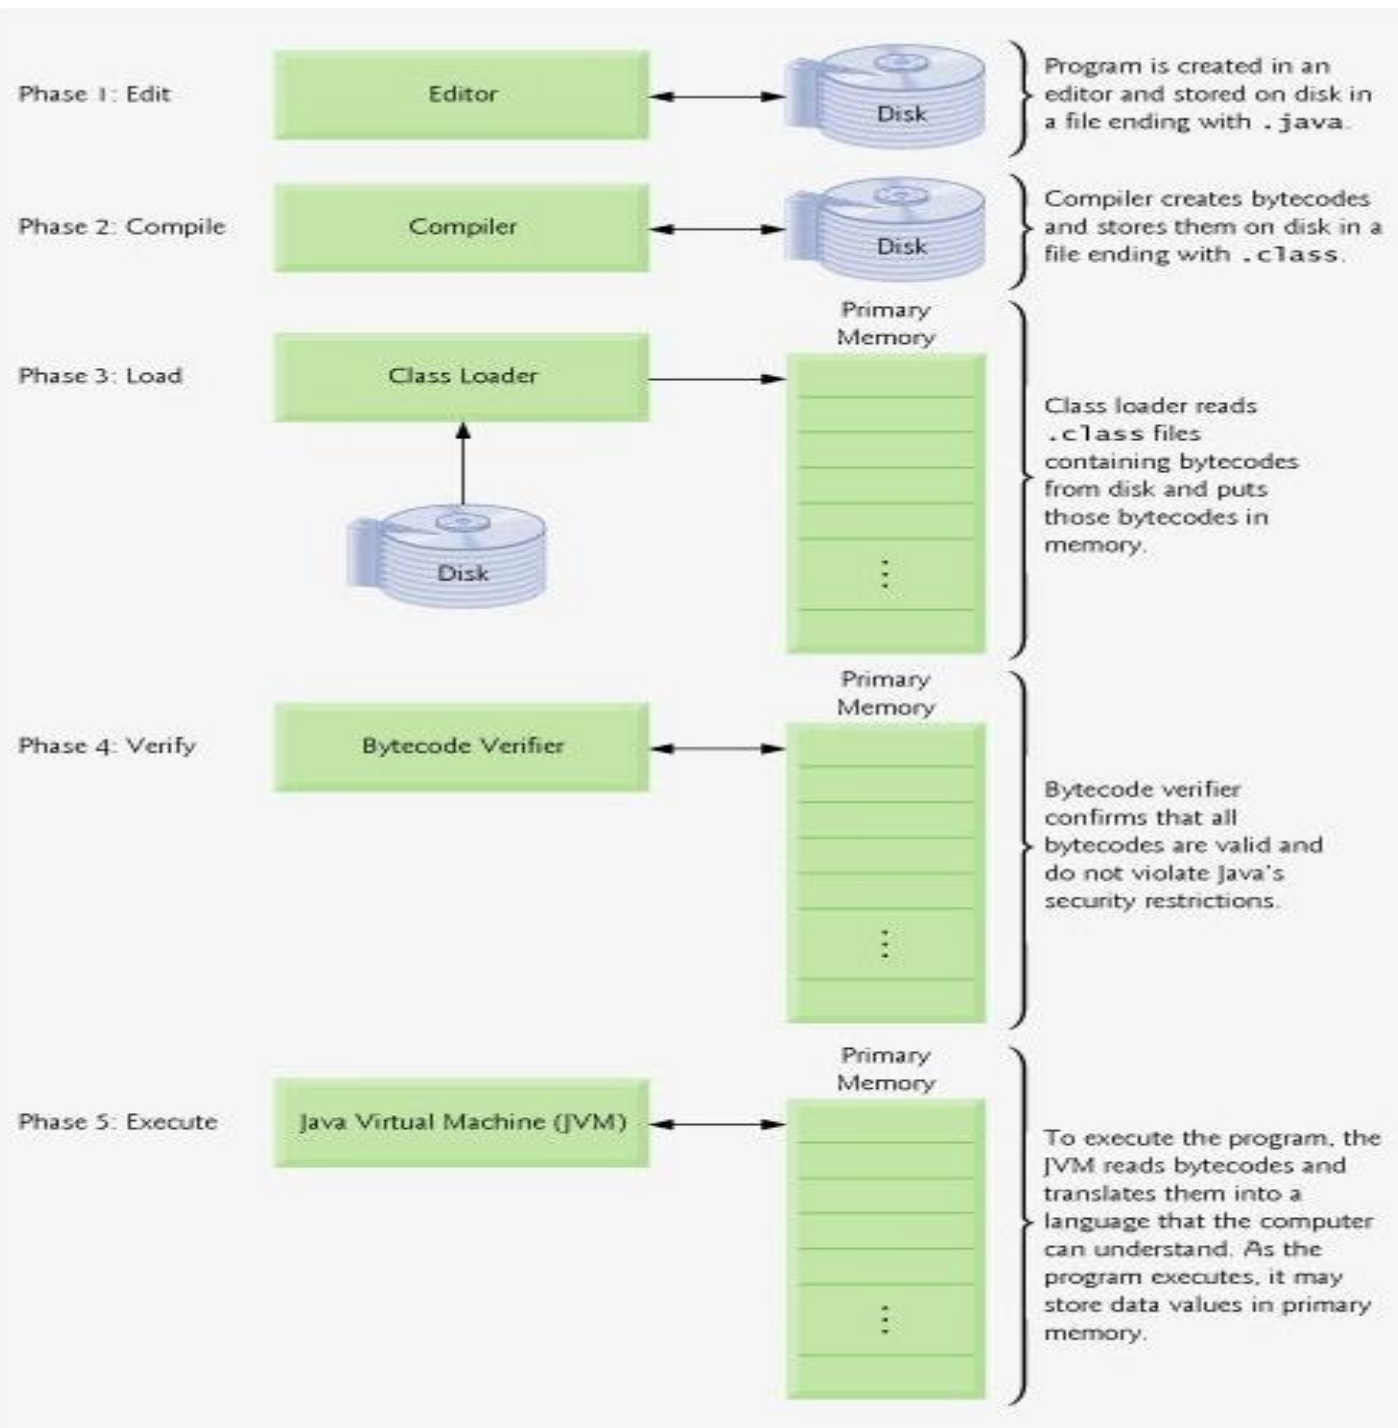 Phase 1: Edit
Editor
Disk
Program is created in an
editor and stored on disk in
a file ending with .java.
Phase 2: Compile
Compiler
Disk
Compiler creates bytecodes
and stores them on disk in a
file ending with .class.
Phase 3: Load
Class Loader
Disk
Primary
Memory
Class loader reads
.class files
containing bytecodes
from disk and puts
those bytecodes in
memory.
Phase 4: Verify
Bytecode Verifier
Primary
Memory
Bytecode verifier
confirms that all
bytecodes are valid and
do not violate Java's
security restrictions.
Phase 5: Execute
Java Virtual Machine (JVM)
Primary
Memory
To execute the program, the
JVM reads bytecodes and
translates them into a
language that the computer
can understand. As the
program executes, it may
store data values in primary
memory.